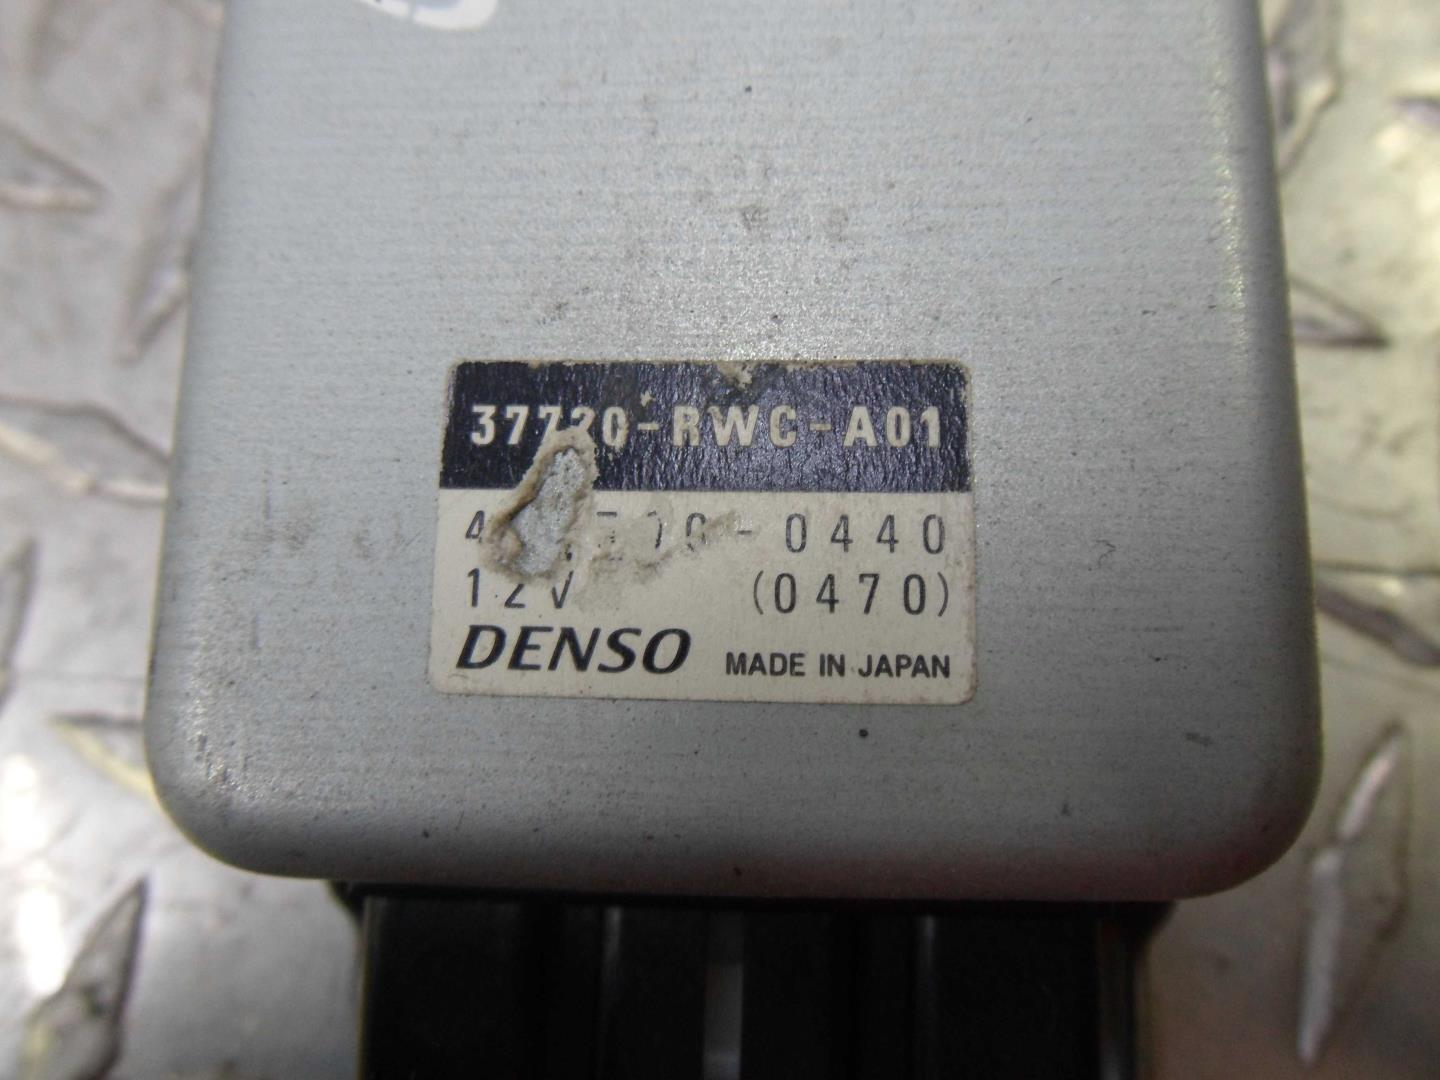 37720-RWC-A01
-0440
12V (0470)
DENSO MADE IN JAPAN